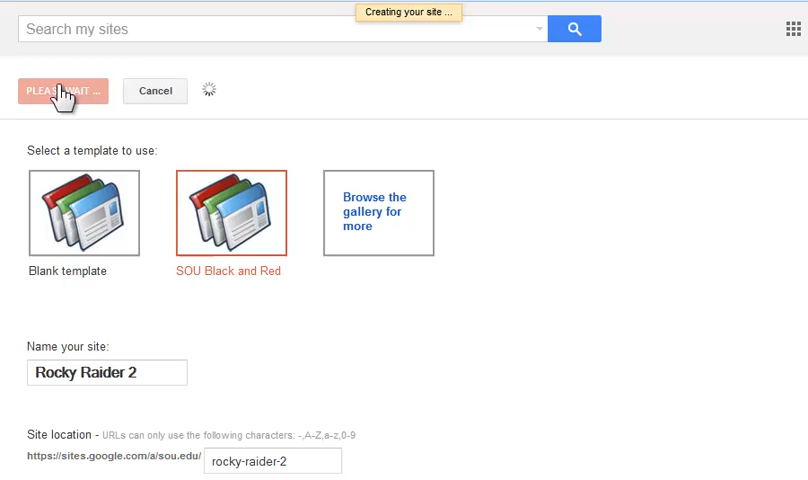 Creating your site ...
Search my sites
PLEASE WAIT ...
Cancel
Select a template to use:
Browse the
gallery for
more
Blank template
SOU Black and Red
Name your site:
Rocky Raider 2
Site location - URLs can only use the following characters: -,A-Z,a-z,0-9
https://sites.google.com/a/sou.edu/ rocky-raider-2